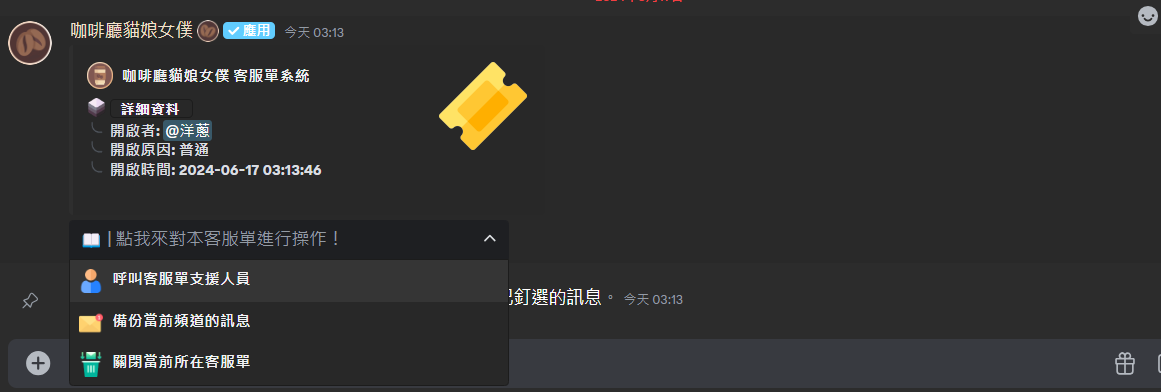 咖啡廳貓娘女僕 應用 今天 03:13
咖啡廳貓娘女僕 客服單系統
詳細資料
開啟者: @洋蔥
開啟原因: 普通
開啟時間: 2024-06-17 03:13:46
| 點我來對本客服單進行操作！
呼叫客服單支援人員
釘選的訊息。 今天 03:13
備份當前頻道的訊息
關閉當前所在客服單